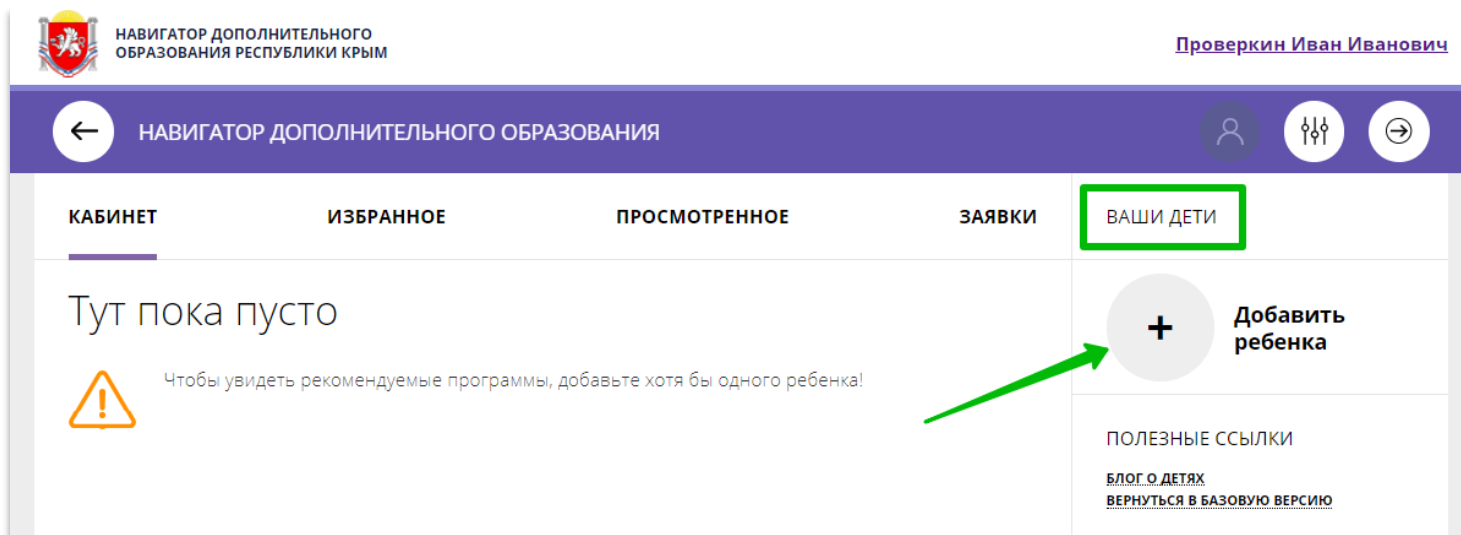 НАВИГАТОР ДОПОЛНИТЕЛЬНОГО
ОБРАЗОВАНИЯ РЕСПУБЛИКИ КРЫМ
Проверкин Иван Иванович
НАВИГАТОР ДОПОЛНИТЕЛЬНОГО ОБРАЗОВАНИЯ
КАБИНЕТ ИЗБРАННОЕ ПРОСМОТРЕННОЕ ЗАЯВКИ
Тут пока пусто
Чтобы увидеть рекомендуемые программы, добавьте хотя бы одного ребенка!
ВАШИ ДЕТИ
Добавить
ребенка
ПОЛЕЗНЫЕ ССЫЛКИ
БЛОГ О ДЕТЯХ
ВЕРНУТЬСЯ В БАЗОВУЮ ВЕРСИЮ